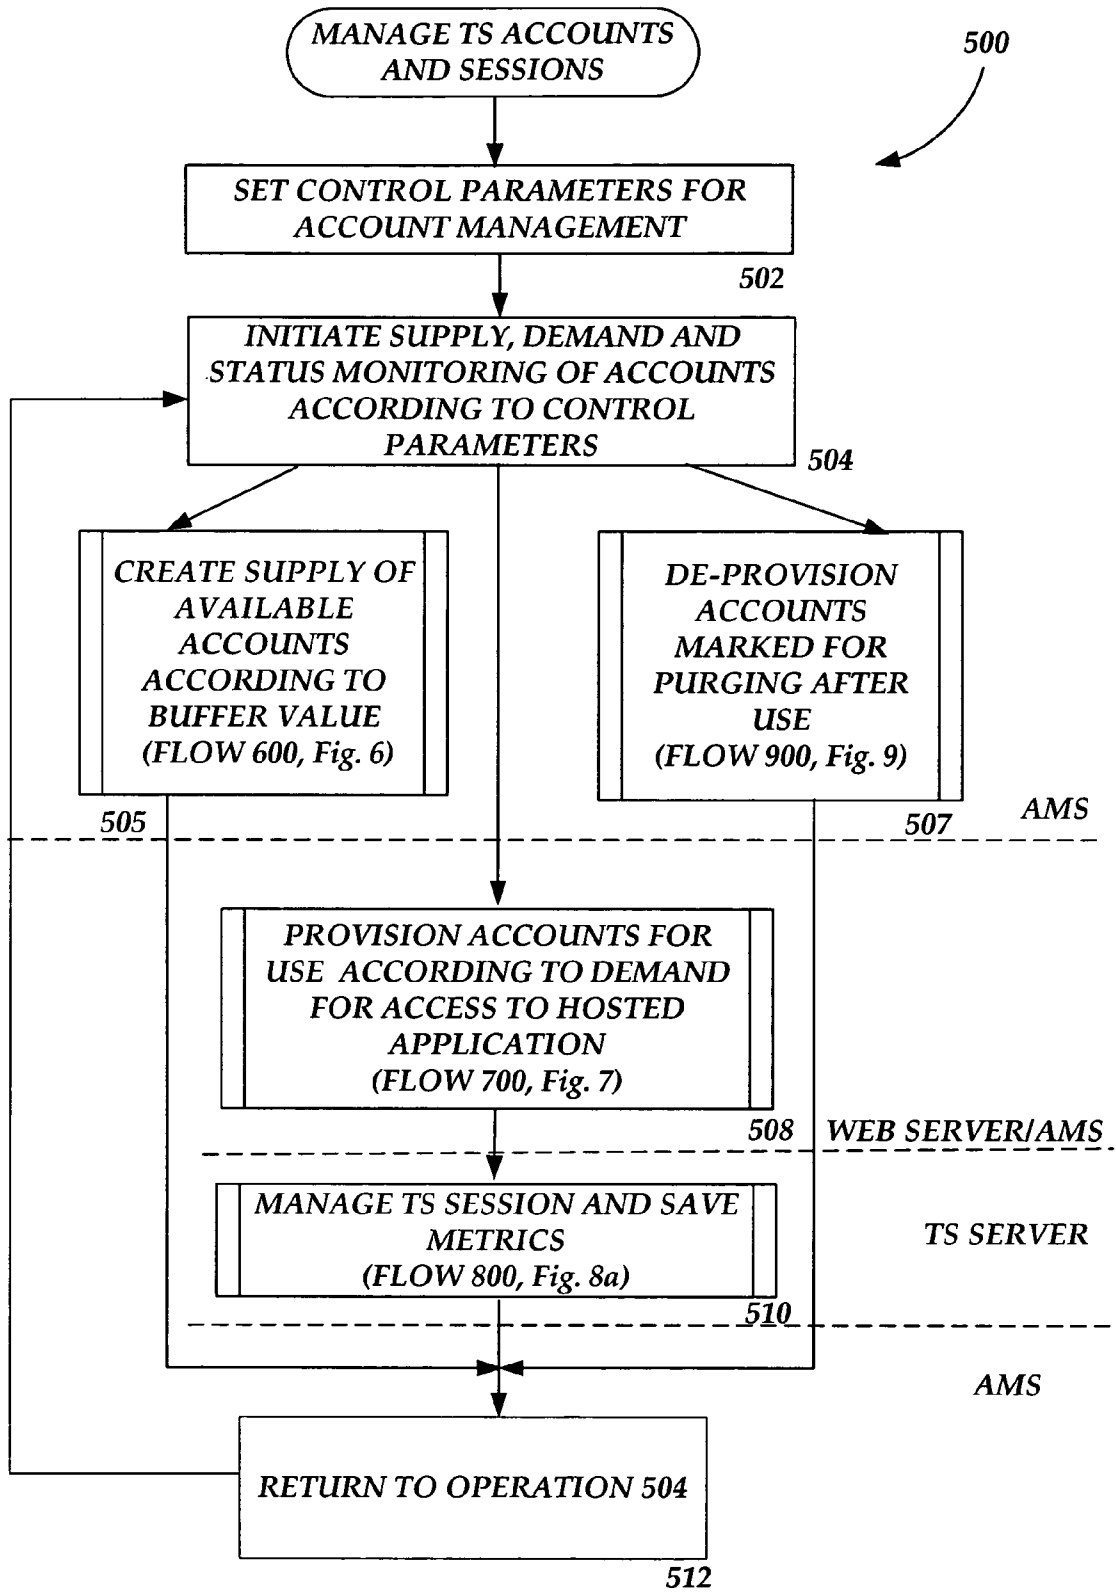 MANAGE TS ACCOUNTS
AND SESSIONS
500
SET CONTROL PARAMETERS FOR
ACCOUNT MANAGEMENT
502
INITIATE SUPPLY, DEMAND AND
STATUS MONITORING OF ACCOUNTS
ACCORDING TO CONTROL
PARAMETERS
504
CREATE SUPPLY OF
AVAILABLE
ACCOUNTS
ACCORDING TO
BUFFER VALUE
(FLOW 600, Fig. 6)
505
DE-PROVISION
ACCOUNTS
MARKED FOR
PURGING AFTER
USE
(FLOW 900, Fig. 9)
507
AMS
PROVISION ACCOUNTS FOR
USE ACCORDING TO DEMAND
FOR ACCESS TO HOSTED
APPLICATION
(FLOW 700, Fig. 7)
508
WEB SERVER/AMS
MANAGE TS SESSION AND SAVE
METRICS
(FLOW 800, Fig. 8a)
510
TS SERVER
AMS
RETURN TO OPERATION 504
512